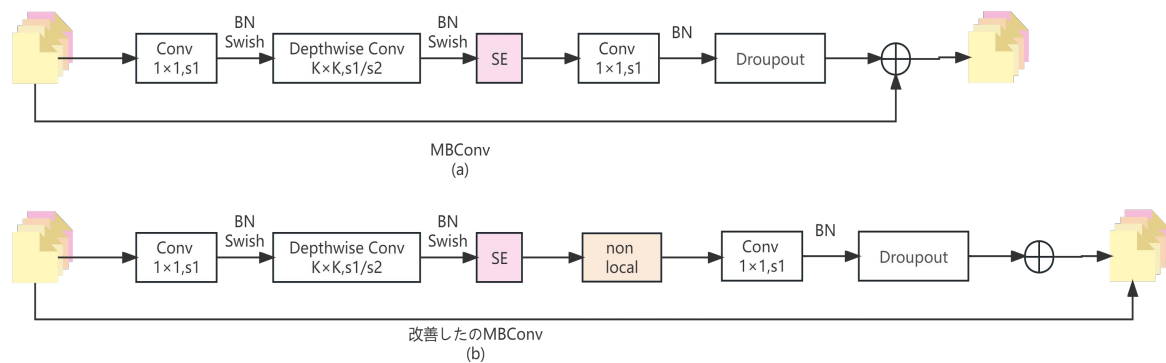 BN
Swish
BN
Swish
BN
Conv
1×1,s1
Depthwise Conv
K×K,s1/s2
SE
Conv
1×1,s1
Droupout
MBConv
(a)
BN
Swish
BN
Swish
BN
Conv
1×1,s1
Depthwise Conv
K×K,s1/s2
SE
non
local
Conv
1×1,s1
Droupout
改善したのMBConv
(b)